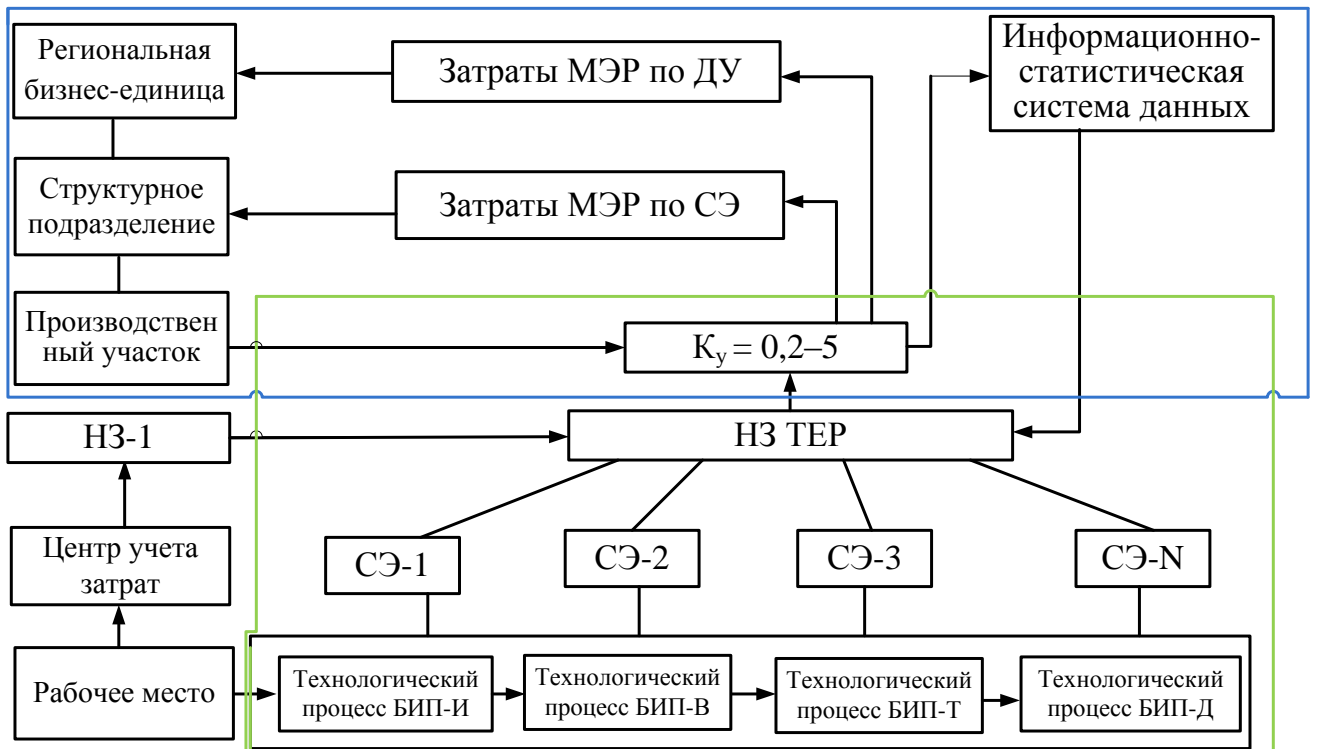 Региональная
бизнес-единица
Затраты МЭР по ДУ
Информационно-
статистическая
система данных
Структурное
подразделение
Затраты МЭР по СЭ
Производствен
ный участок
Kу = 0,2–5
НЗ-1
НЗ ТЕР
Центр учета
затрат
СЭ-1
СЭ-2
СЭ-3
СЭ-N
Рабочее место
Технологический
процесс БИП-И
Технологический
процесс БИП-В
Технологический
процесс БИП-Т
Технологический
процесс БИП-Д